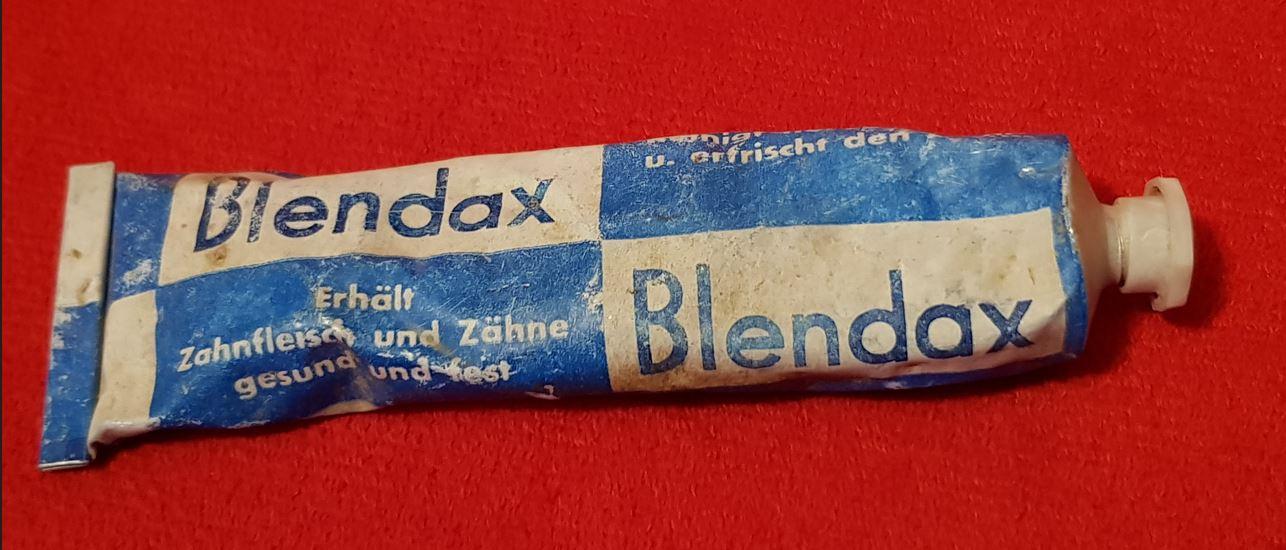 Blendax
u. erfrischt den
Erhält
Zahnfleisch und Zähne
gesund und fest
Blendax